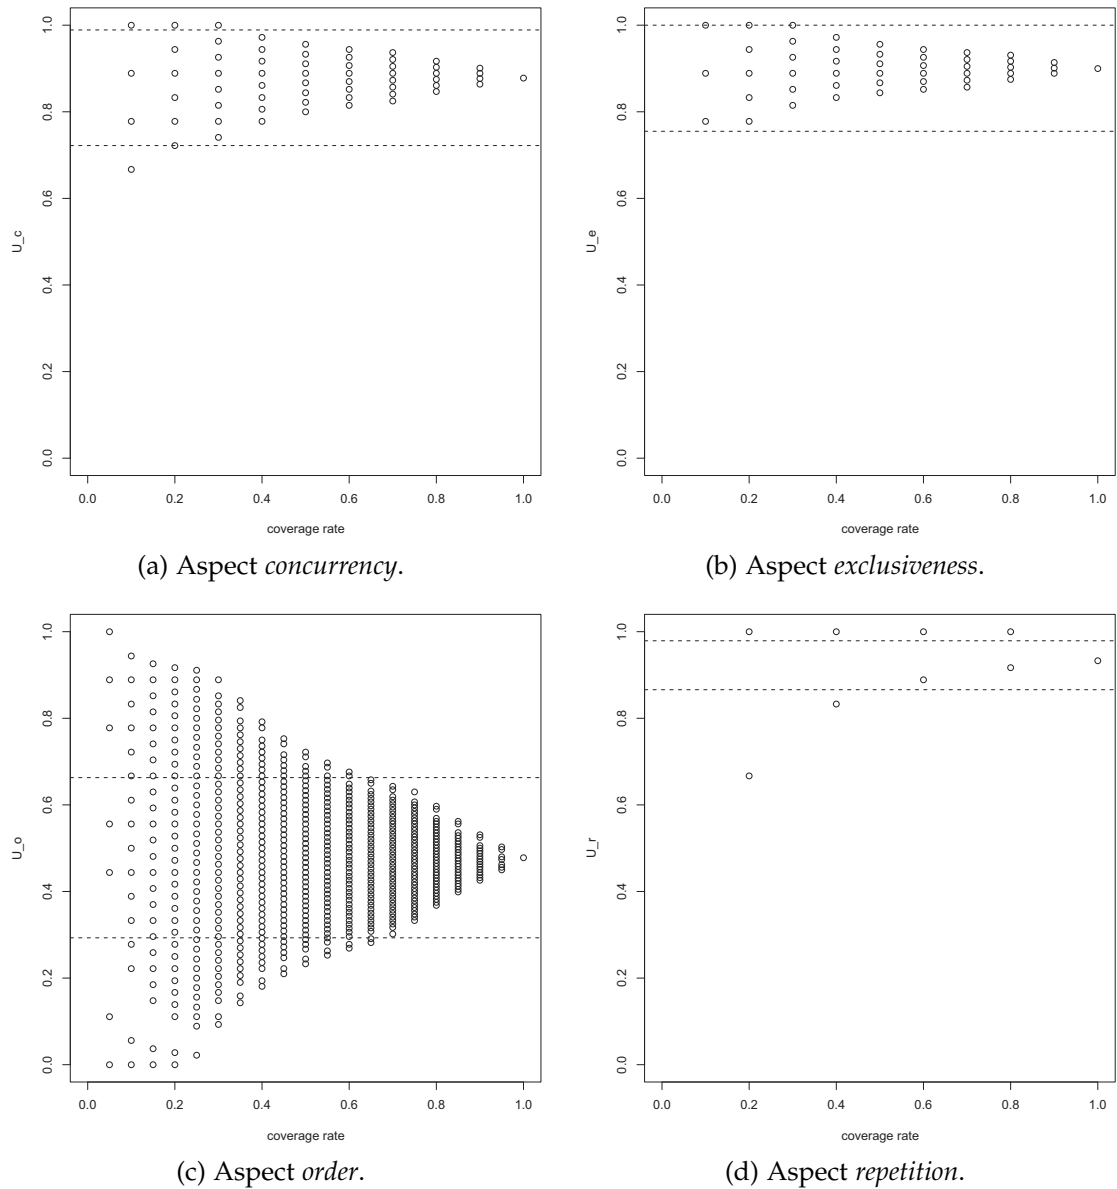 1.0
0.8
0.6
0.4
0.2
0.0
U_c
0.0 0.2 0.4 0.6 0.8 1.0
coverage rate
(a) Aspect concurrency.
1.0
0.8
0.6
0.4
0.2
0.0
U_e
0.0 0.2 0.4 0.6 0.8 1.0
coverage rate
(b) Aspect exclusiveness.
1.0
0.8
0.6
0.4
0.2
0.0
U_o
0.0 0.2 0.4 0.6 0.8 1.0
coverage rate
(c) Aspect order.
1.0
0.8
0.6
0.4
0.2
0.0
U_r
0.0 0.2 0.4 0.6 0.8 1.0
coverage rate
(d) Aspect repetition.